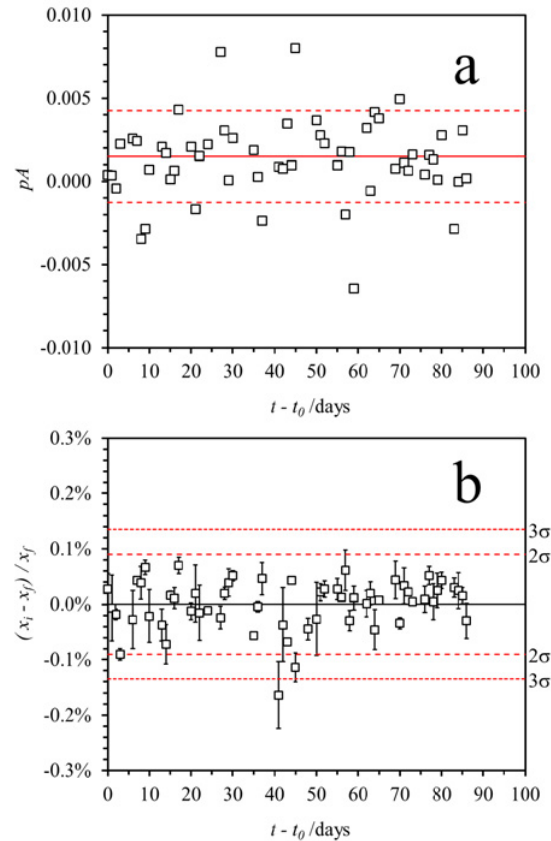 0.010
a
0.005
pA
0.000
-0.005
-0.010
0 10 20 30 40 50 60 70 80 90 100
t - t0 /days
0.3%
b
0.2%
3σ
0.1%
2σ
(xi - xf) / xf
0.0%
-0.1%
2σ
3σ
-0.2%
-0.3%
0 10 20 30 40 50 60 70 80 90 100
t - t0 /days